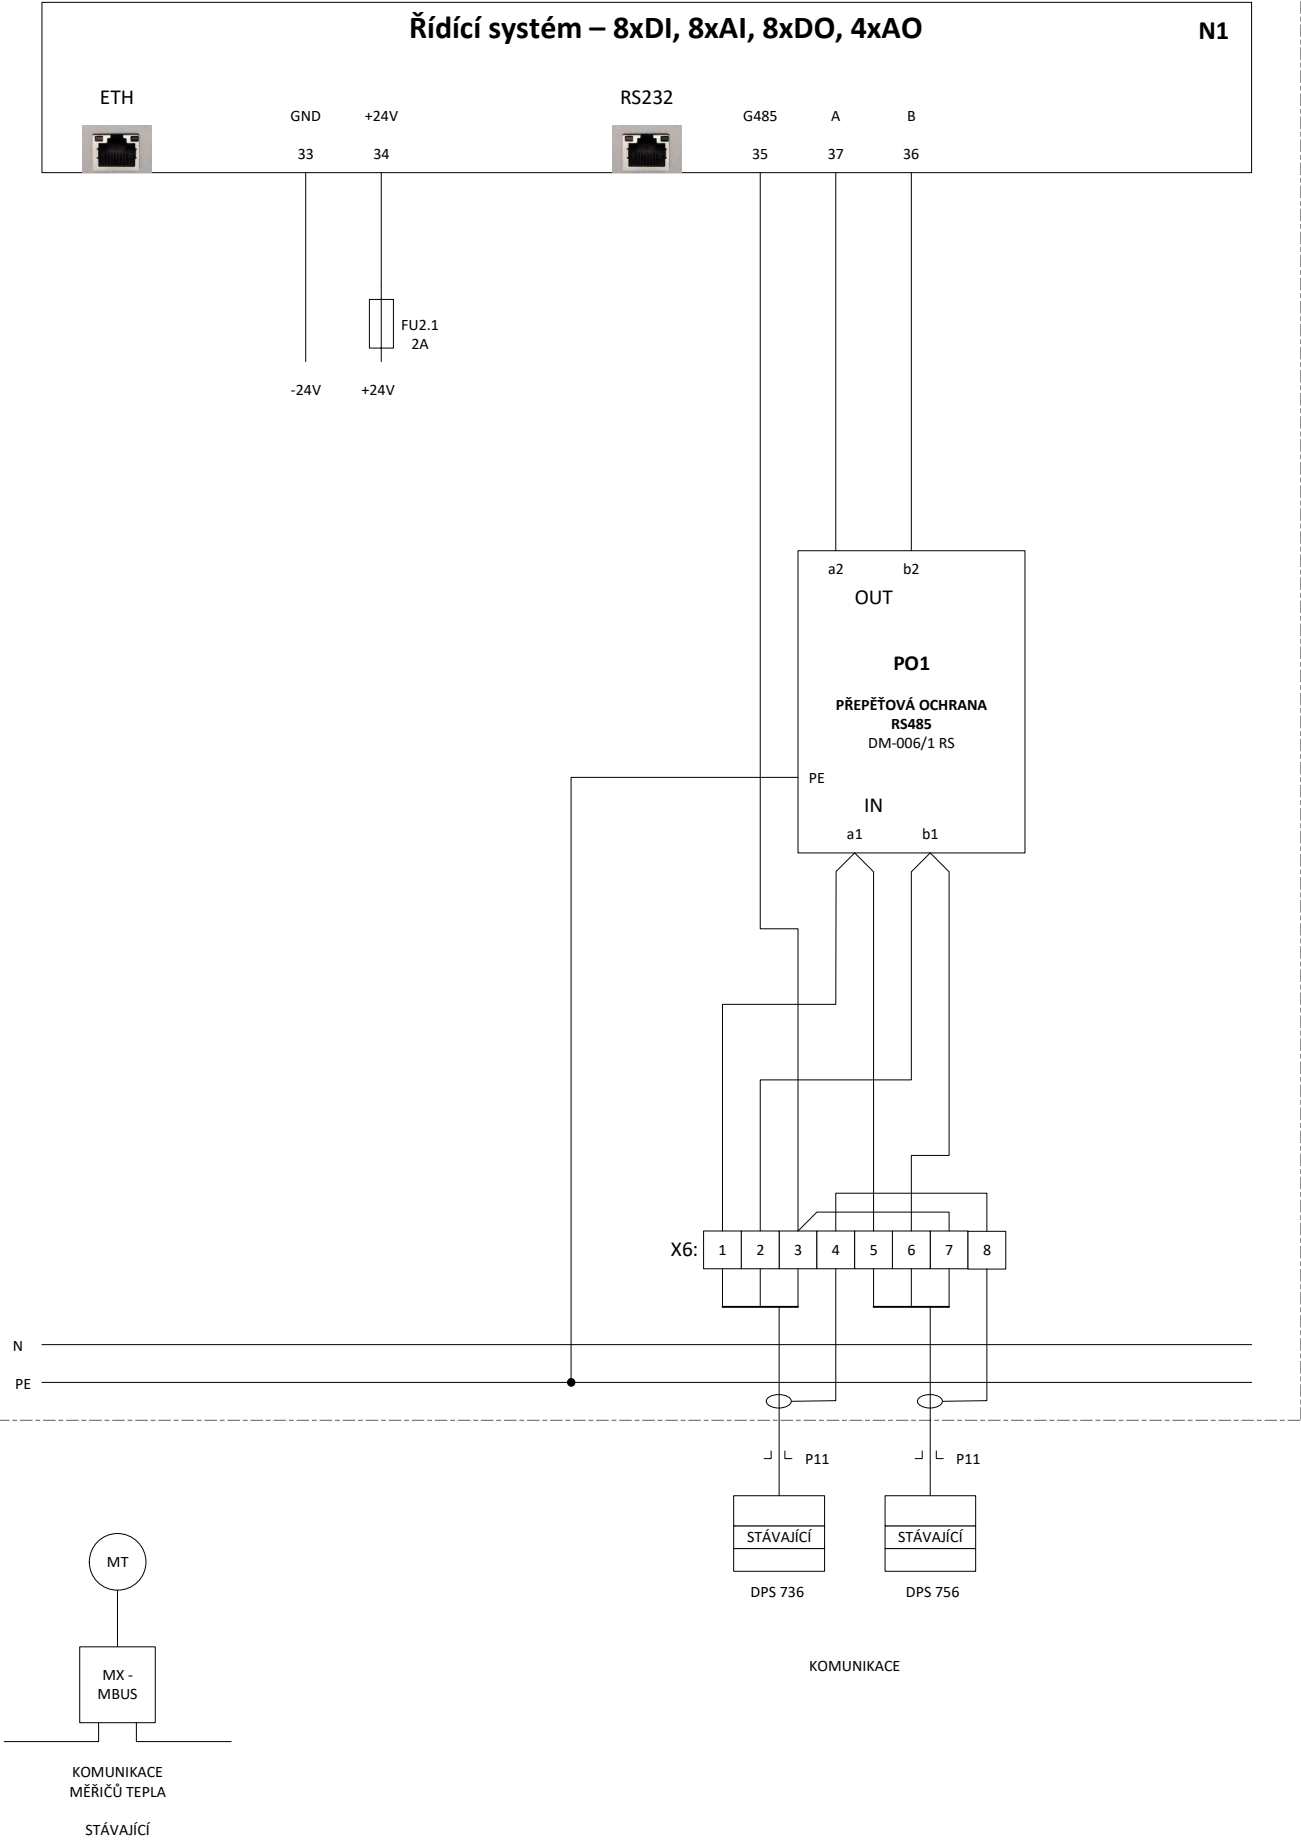 Řídící systém – 8xDI, 8xAI, 8xDO, 4xAO
N1
ETH
RS232
GND +24V
G485 A B
33 34
35 37 36
FU2.1
2A
-24V +24V
a2 b2
OUT
PO1
PŘEPĚŤOVÁ OCHRANA
RS485
DM-006/1 RS
PE
IN
a1 b1
X6: 1 2 3 4 5 6 7 8
N
PE
P11 P11
STÁVAJÍCÍ STÁVAJÍCÍ
DPS 736 DPS 756
KOMUNIKACE
MT
MX -
MBUS
KOMUNIKACE
MĚŘIČŮ TEPLA
STÁVAJÍCÍ